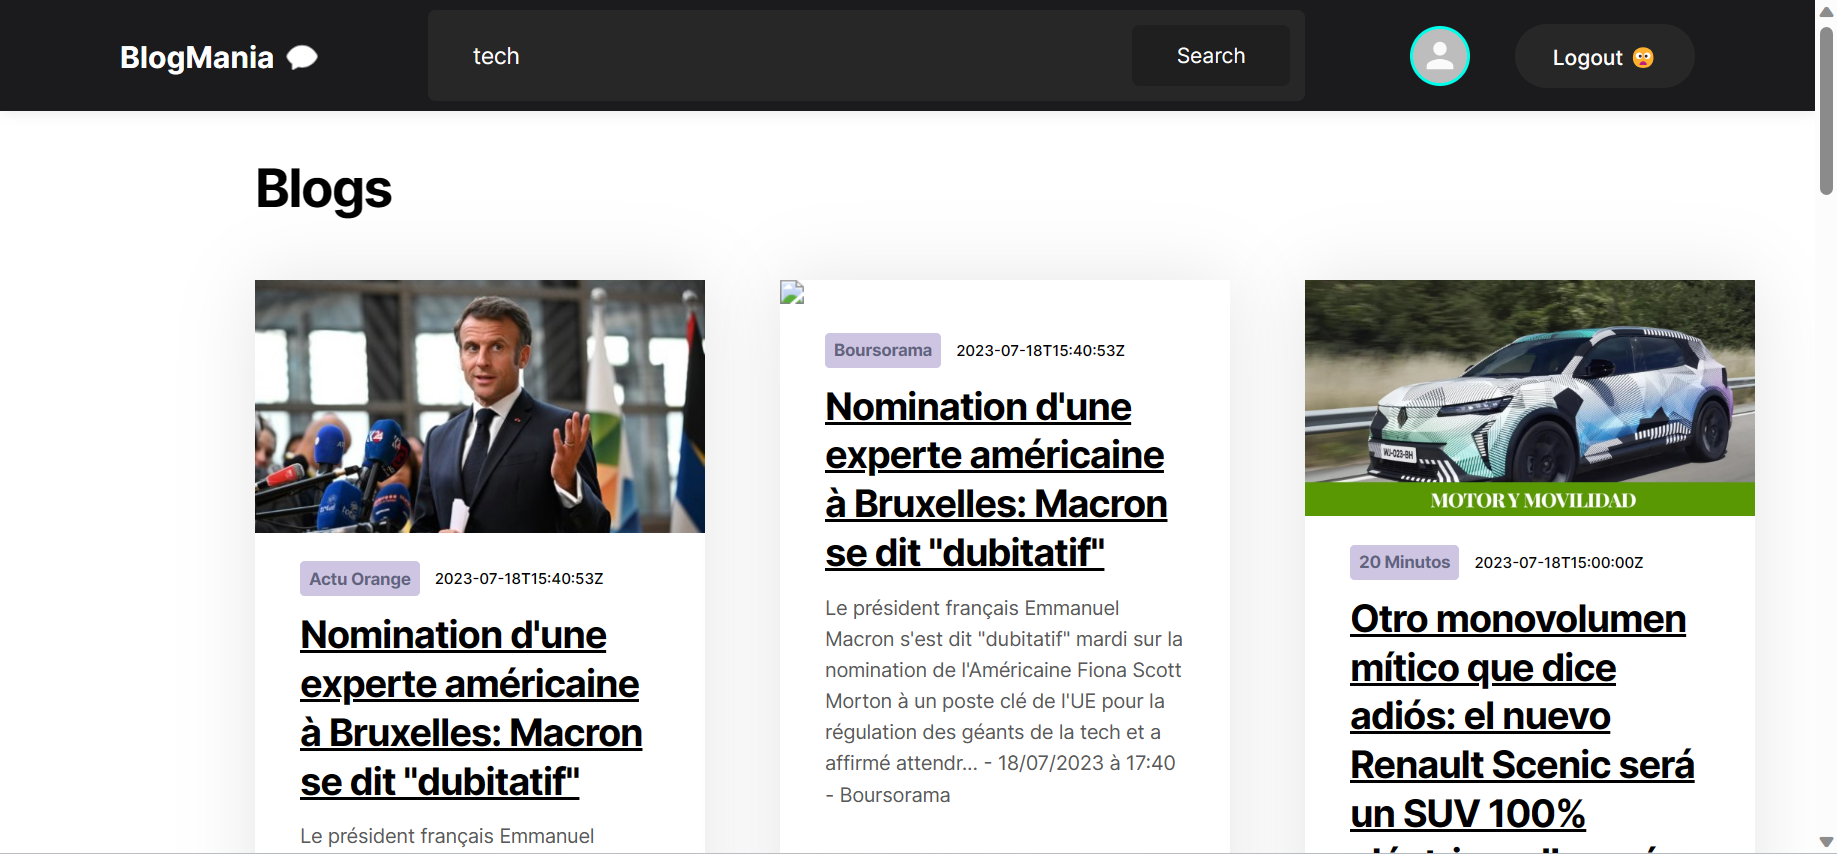 BlogMania
tech
Search
Logout
Blogs
Actu Orange 2023-07-18T15:40:53Z
Nomination d'une
experte américaine
à Bruxelles: Macron
se dit "dubitatif"
Le président français Emmanuel
Boursorama 2023-07-18T15:40:53Z
Nomination d'une
experte américaine
à Bruxelles: Macron
se dit "dubitatif"
Le président français Emmanuel
Macron s'est dit "dubitatif" mardi sur la
nomination de l'Américaine Fiona Scott
Morton à un poste clé de l'UE pour la
régulation des géants de la tech et a
affirmé attendr... - 18/07/2023 à 17:40
- Boursorama
WJ-023-BH
MOTOR Y MOVILIDAD
20 Minutos 2023-07-18T15:00:00Z
Otro monovolumen
mítico que dice
adiós: el nuevo
Renault Scenic será
un SUV 100%